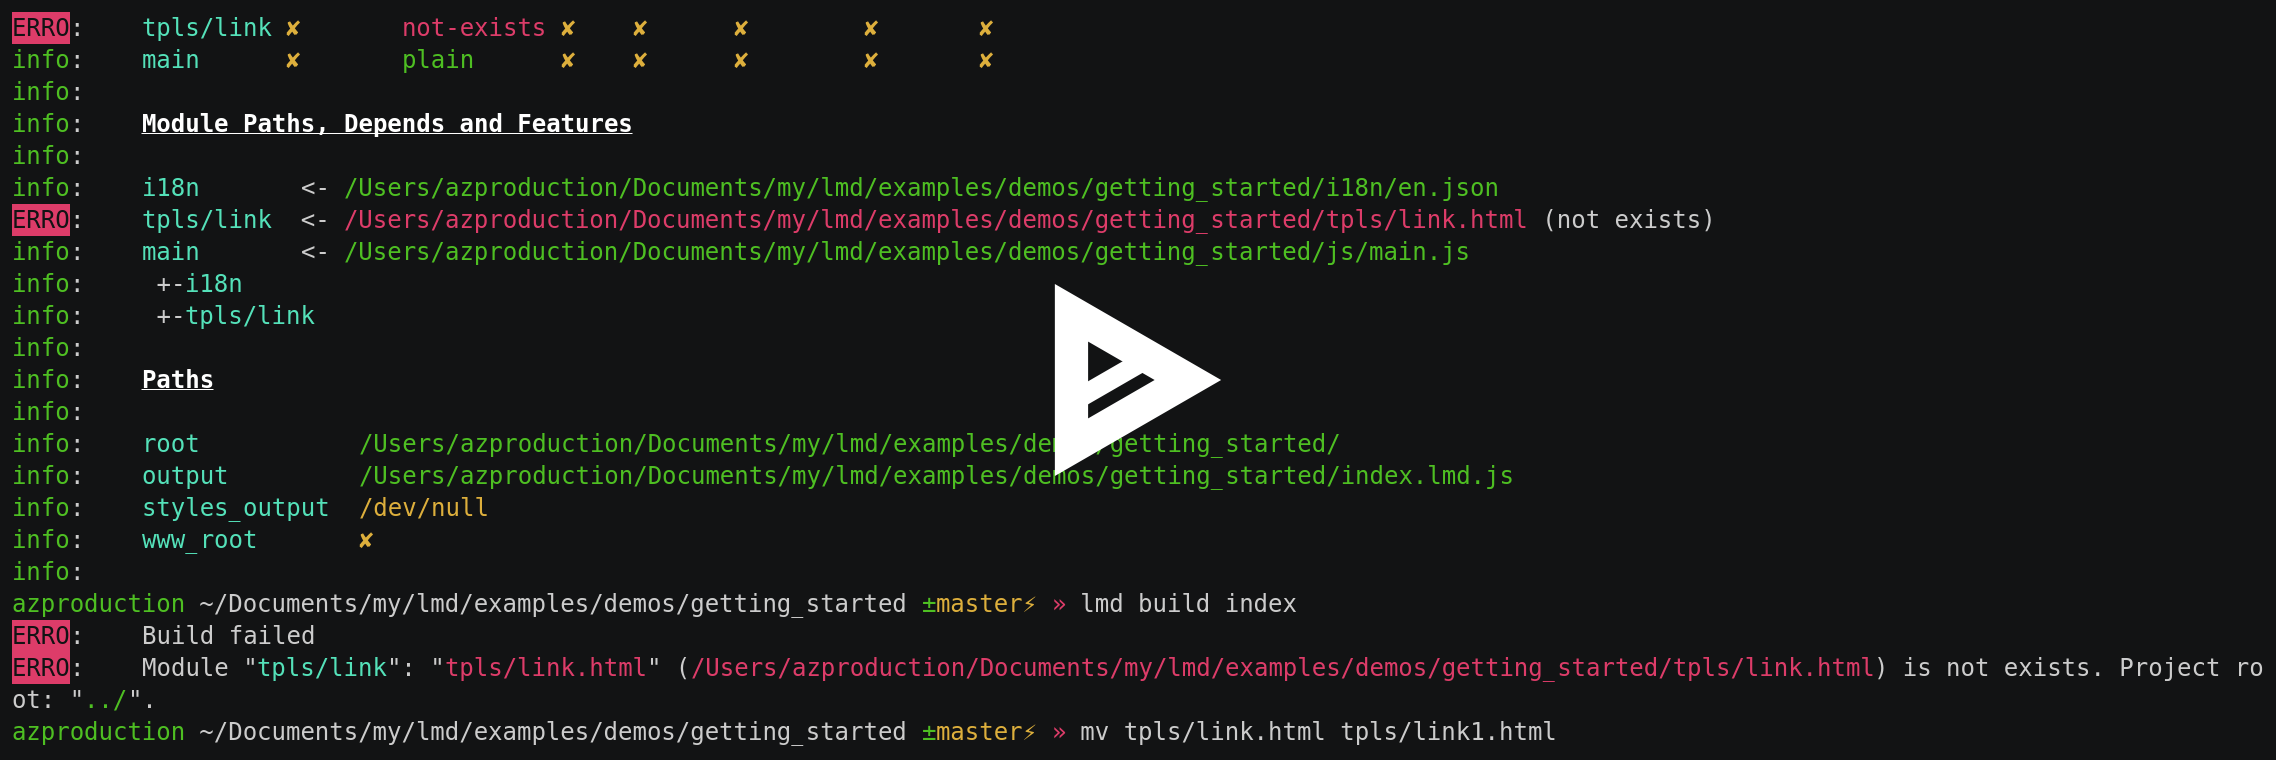 ERRO:    tpls/link ✘       not-exists ✘    ✘      ✘        ✘       ✘
info:    main      ✘       plain      ✘    ✘      ✘        ✘       ✘
info:
info:    Module Paths, Depends and Features
info:
info:    i18n       <- /Users/azproduction/Documents/my/lmd/examples/demos/getting_started/i18n/en.json
ERRO:    tpls/link  <- /Users/azproduction/Documents/my/lmd/examples/demos/getting_started/tpls/link.html (not exists)
info:    main       <- /Users/azproduction/Documents/my/lmd/examples/demos/getting_started/js/main.js
info:     +-i18n
info:     +-tpls/link
info:
info:    Paths
info:
info:    root           /Users/azproduction/Documents/my/lmd/examples/demos/getting_started/
info:    output         /Users/azproduction/Documents/my/lmd/examples/demos/getting_started/index.lmd.js
info:    styles_output  /dev/null
info:    www_root       ✘
info:
azproduction ~/Documents/my/lmd/examples/demos/getting_started ±master⚡ » lmd build index
ERRO:    Build failed
ERRO:    Module "tpls/link": "tpls/link.html" (/Users/azproduction/Documents/my/lmd/examples/demos/getting_started/tpls/link.html) is not exists. Project ro
ot: "../".
azproduction ~/Documents/my/lmd/examples/demos/getting_started ±master⚡ » mv tpls/link.html tpls/link1.html